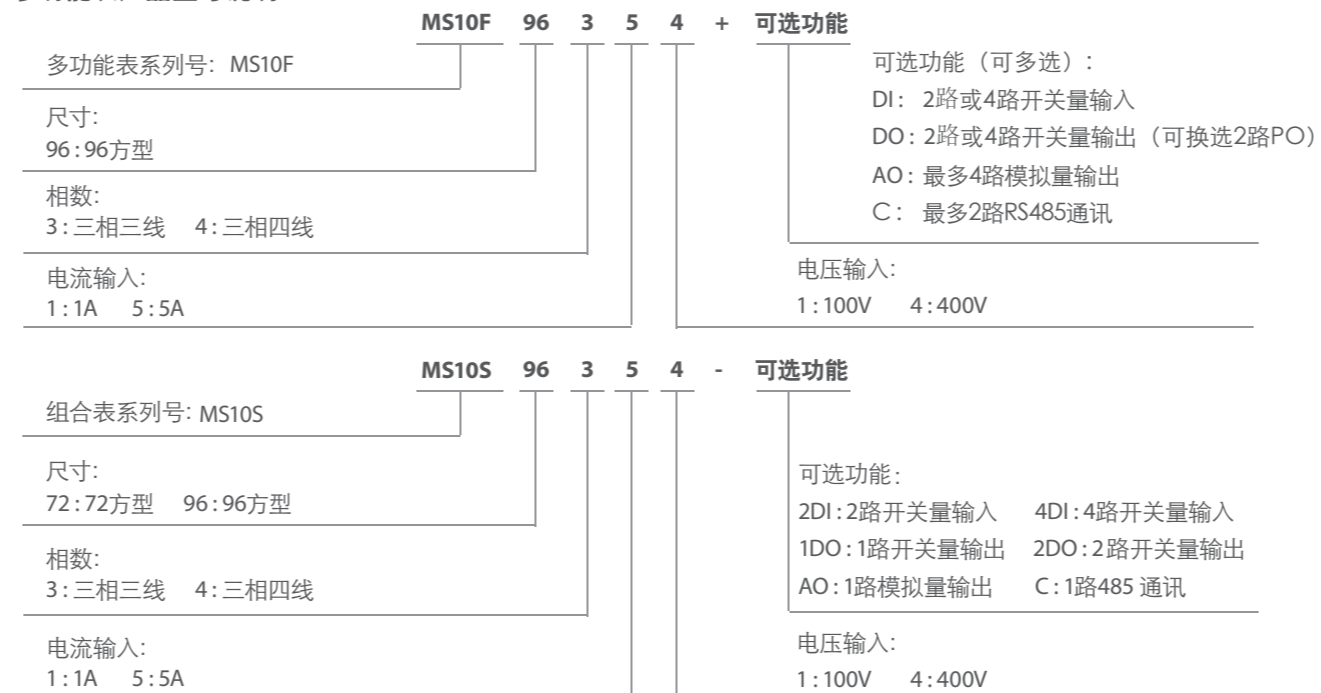 MS10F 96 3 5 4 + 可选功能
多功能表系列号: MS10F
尺寸:
96:96方型
相数:
3:三相三线 4:三相四线
电流输入:
1:1A 5:5A
可选功能（可多选）:
DI: 2路或4路开关量输入
DO: 2路或4路开关量输出（可换选2路PO）
AO: 最多4路模拟量输出
C: 最多2路RS485通讯
电压输入:
1:100V 4:400V
MS10S 96 3 5 4 - 可选功能
组合表系列号: MS10S
尺寸:
72:72方型 96:96方型
相数:
3:三相三线 4:三相四线
电流输入:
1:1A 5:5A
可选功能:
2DI:2路开关量输入 4DI:4路开关量输入
1DO:1路开关量输出 2DO:2路开关量输出
AO:1路模拟量输出 C:1路485 通讯
电压输入:
1:100V 4:400V